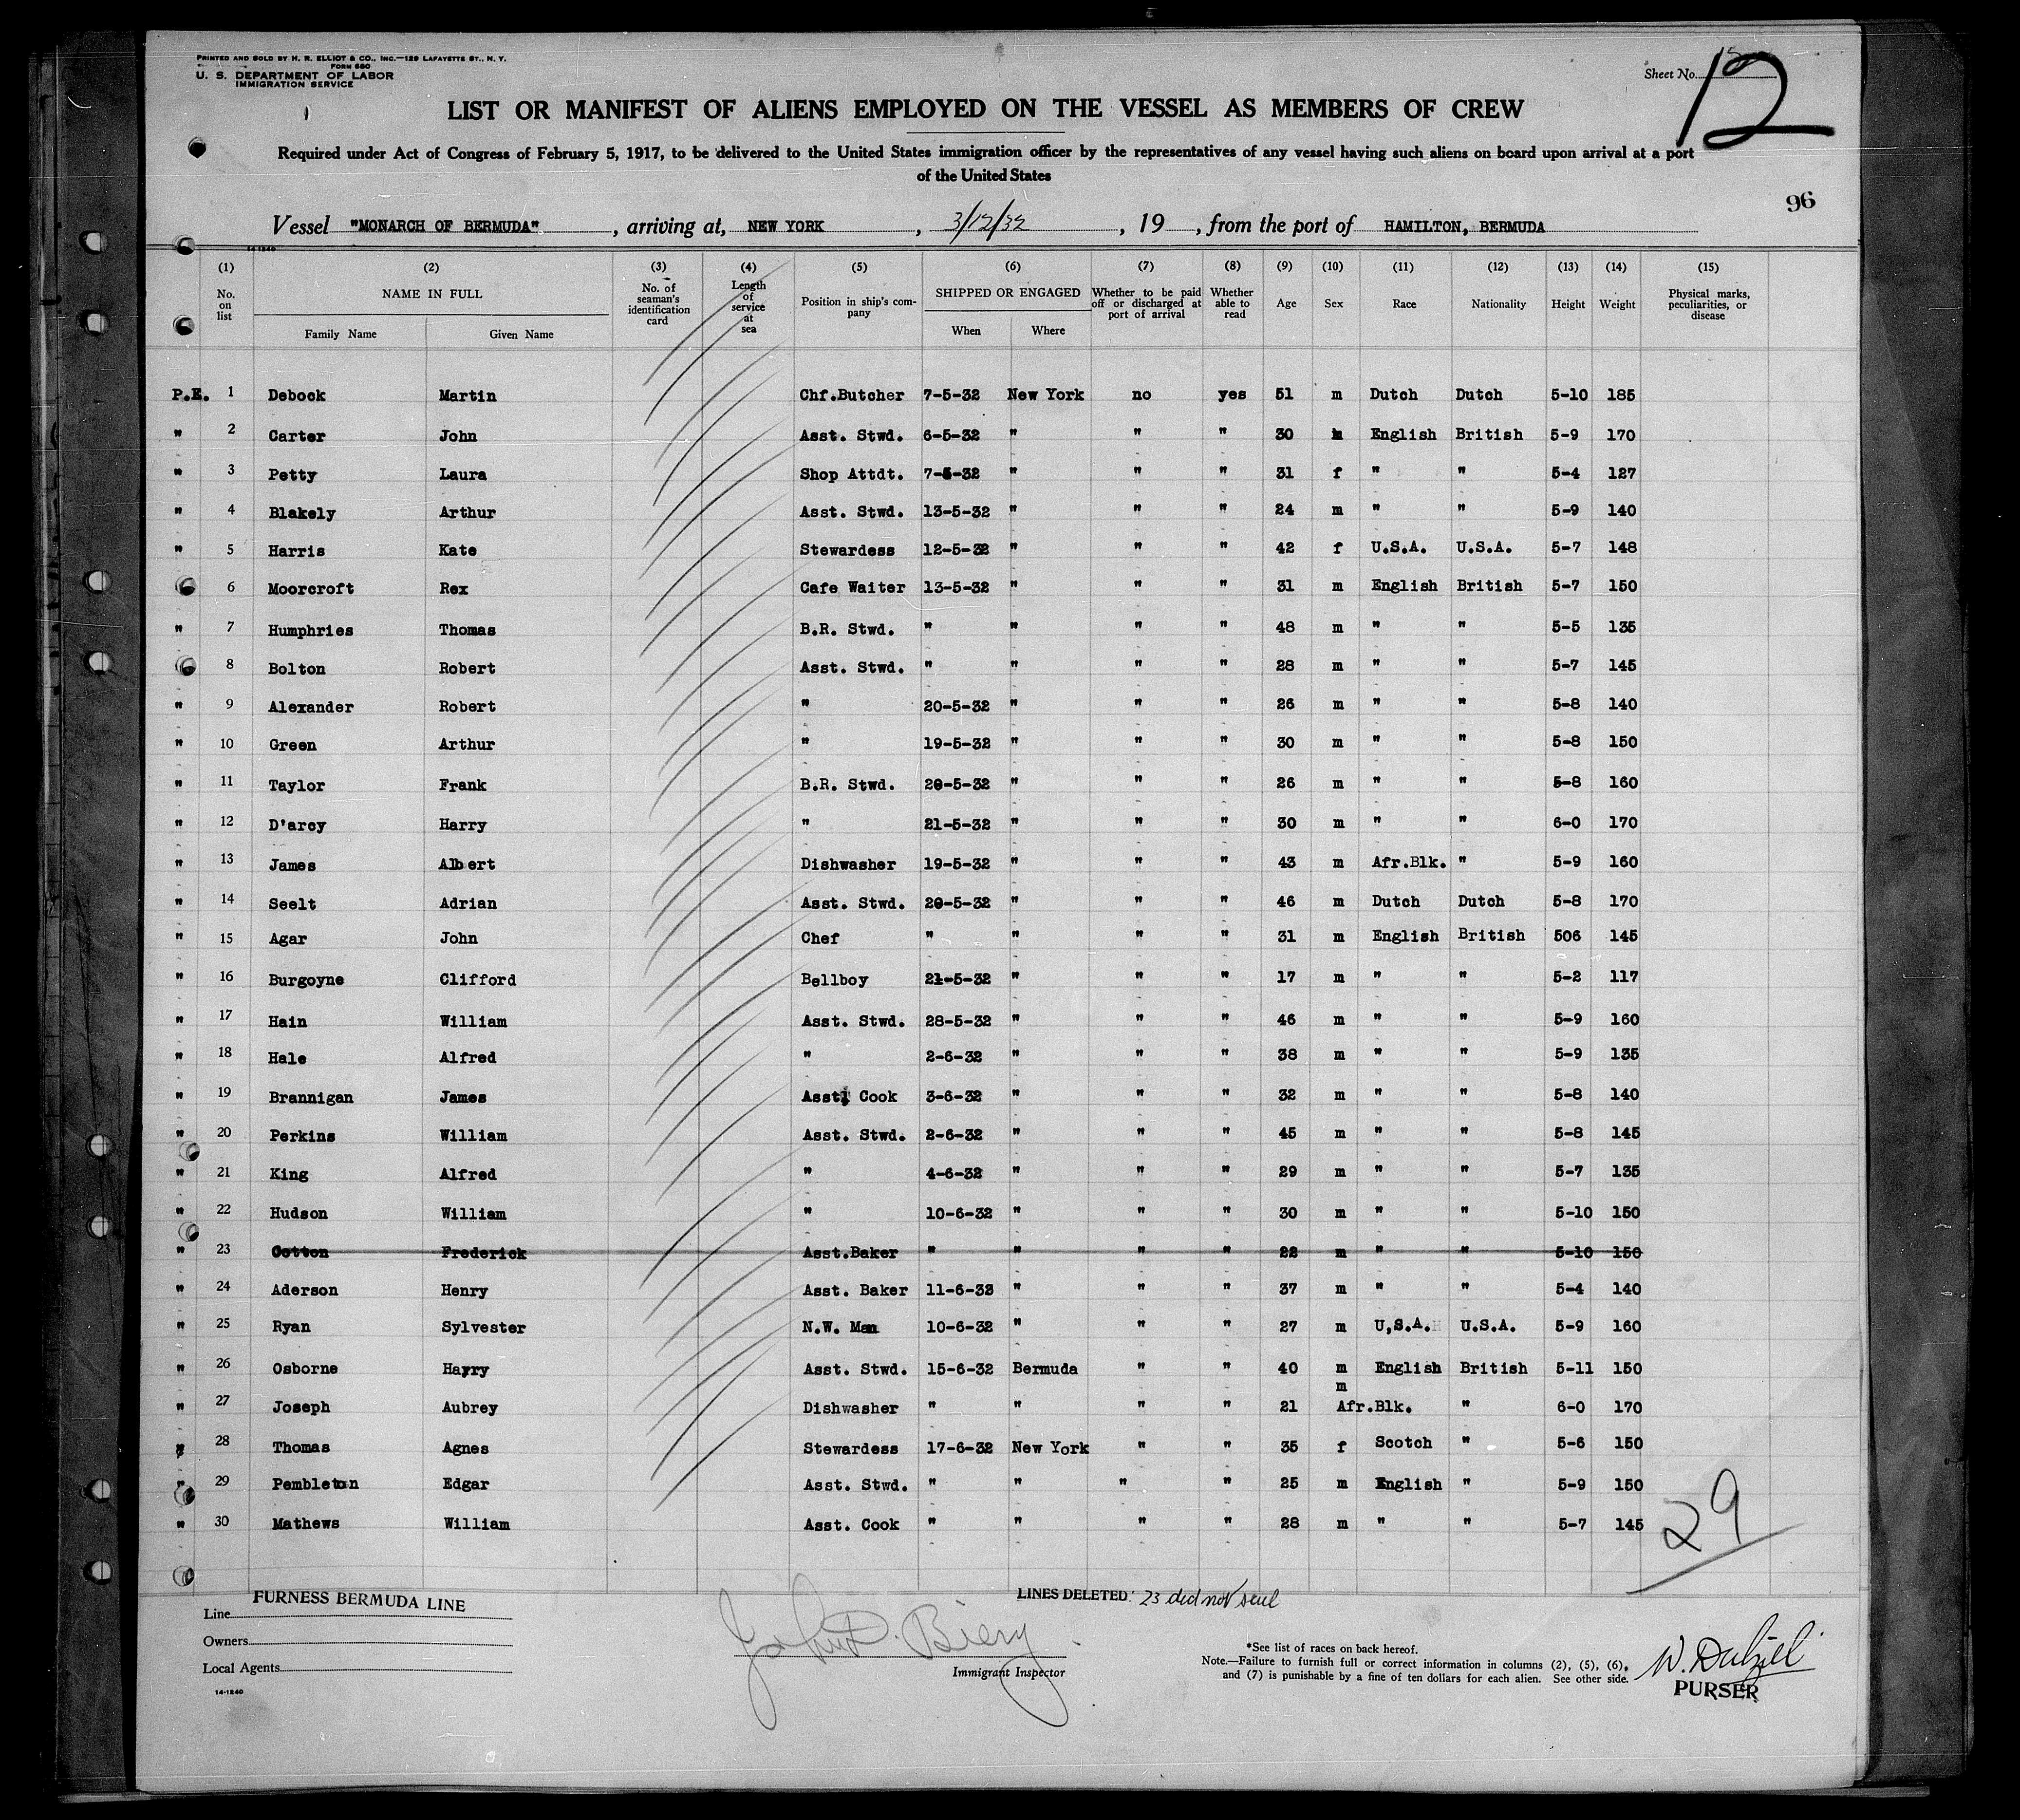 PRINTED AND SOLD BY H. R. ELLIOT & CO., INC.—129 LAFAYETTE ST., N. Y.
FORM 680
U. S. DEPARTMENT OF LABOR
IMMIGRATION SERVICE
Sheet No. 12
LIST OR MANIFEST OF ALIENS EMPLOYED ON THE VESSEL AS MEMBERS OF CREW
Required under Act of Congress of February 5, 1917, to be delivered to the United States immigration officer by the representatives of any vessel having such aliens on board upon arrival at a port
of the United States
96
Vessel "MONARCH OF BERMUDA", arriving at, NEW YORK, 3/12/32, 19 , from the port of HAMILTON, BERMUDA
14-1240
(1) (2) (3) (4) (5) (6) (7) (8) (9) (10) (11) (12) (13) (14) (15)
No. on list NAME IN FULL Family Name Given Name No. of seaman's identification card Length of service at sea Position in ship's company SHIPPED OR ENGAGED When Where Whether to be paid off or discharged at port of arrival Whether able to read Age Sex Race Nationality Height Weight Physical marks, peculiarities, or disease
P.E. 1 Debock Martin Chf.Butcher 7-5-32 New York no yes 51 m Dutch Dutch 5-10 185
" 2 Carter John Asst. Stwd. 6-5-32 " " " 30 m English British 5-9 170
" 3 Petty Laura Shop Attdt. 7-5-32 " " " 31 f " " 5-4 127
" 4 Blakely Arthur Asst. Stwd. 13-5-32 " " " 24 m " " 5-9 140
" 5 Harris Kate Stewardess 12-5-32 " " " 42 f U.S.A. U.S.A. 5-7 148
" 6 Moorcroft Rex Cafe Waiter 13-5-32 " " " 31 m English British 5-7 150
" 7 Humphries Thomas B.R. Stwd. " " " " 48 m " " 5-5 135
" 8 Bolton Robert Asst. Stwd. " " " " 28 m " " 5-7 145
" 9 Alexander Robert " 20-5-32 " " " 26 m " " 5-8 140
" 10 Green Arthur " 19-5-32 " " " 30 m " " 5-8 150
" 11 Taylor Frank B.R. Stwd. 20-5-32 " " " 26 m " " 5-8 160
" 12 D'arcy Harry " 21-5-32 " " " 30 m " " 6-0 170
" 13 James Albert Dishwasher 19-5-32 " " " 43 m Afr.Blk. " 5-9 160
" 14 Seelt Adrian Asst. Stwd. 20-5-32 " " " 46 m Dutch Dutch 5-8 170
" 15 Agar John Chef " " " " 31 m English British 506 145
" 16 Burgoyne Clifford Bellboy 21-5-32 " " " 17 m " " 5-2 117
" 17 Hain William Asst. Stwd. 28-5-32 " " " 46 m " " 5-9 160
" 18 Hale Alfred " 2-6-32 " " " 38 m " " 5-9 135
" 19 Brannigan James Asst. Cook 3-6-32 " " " 32 m " " 5-8 140
" 20 Perkins William Asst. Stwd. 2-6-32 " " " 45 m " " 5-8 145
" 21 King Alfred " 4-6-32 " " " 29 m " " 5-7 135
" 22 Hudson William " 10-6-32 " " " 30 m " " 5-10 150
" 23 Cotton Frederick Asst.Baker " " " " 22 m " " 5-10 150
" 24 Aderson Henry Asst. Baker 11-6-32 " " " 37 m " " 5-4 140
" 25 Ryan Sylvester N.W. Man 10-6-32 " " " 27 m U,S.A. U.S.A. 5-9 160
" 26 Osborne Harry Asst. Stwd. 15-6-32 Bermuda " " 40 m English British 5-11 150
" 27 Joseph Aubrey Dishwasher " " " " 21 m Afr.Blk. " 6-0 170
" 28 Thomas Agnes Stewardess 17-6-32 New York " " 35 f Scotch " 5-6 150
" 29 Pembleton Edgar Asst. Stwd. " " " " 25 m English " 5-9 150
" 30 Mathews William Asst. Cook " " " " 28 m " " 5-7 145
29
Line FURNESS BERMUDA LINE
LINES DELETED: 23 did not sail
Owners
Local Agents
14-1240
John D. Biery
Immigrant Inspector
*See list of races on back hereof.
Note.—Failure to furnish full or correct information in columns (2), (5), (6), and (7) is punishable by a fine of ten dollars for each alien. See other side.
W. Dalziel
PURSER